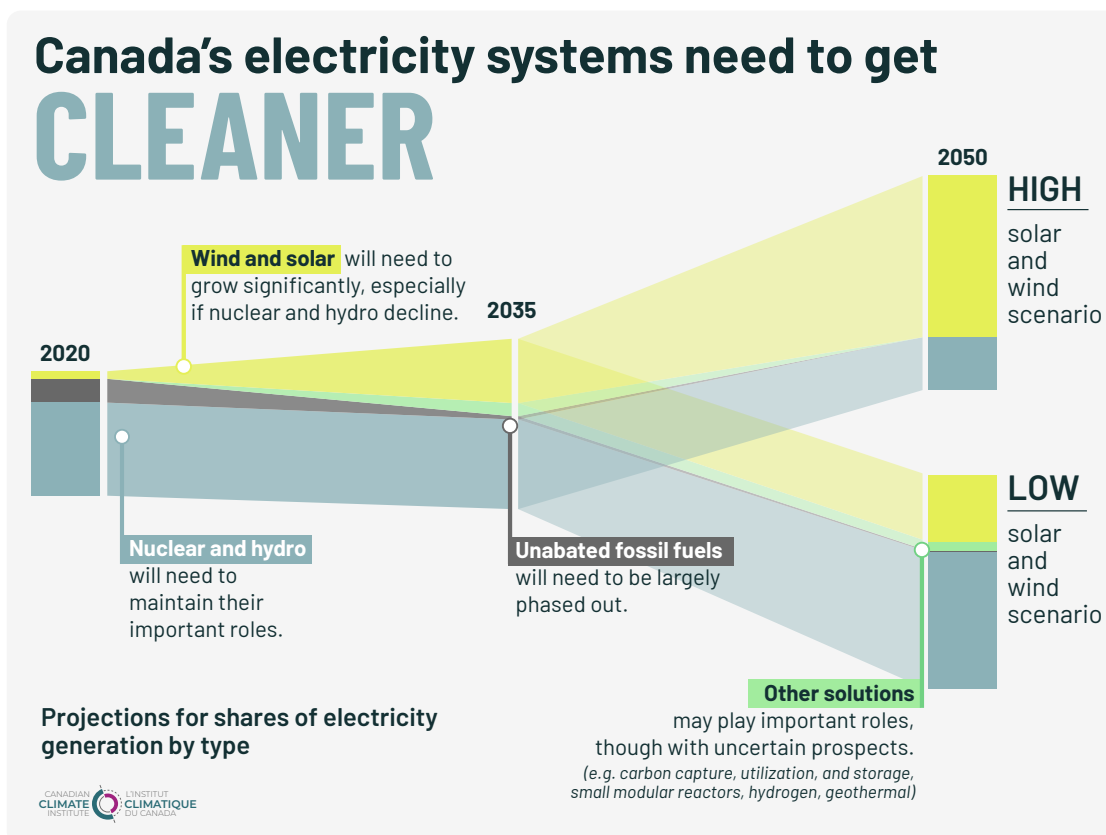 Canada’s electricity systems need to get
CLEANER
2050
HIGH
solar
and
wind
scenario
Wind and solar will need to
grow significantly, especially
if nuclear and hydro decline.
2035
2020
LOW
solar
and
wind
scenario
Nuclear and hydro
will need to
maintain their
important roles.
Unabated fossil fuels
will need to be largely
phased out.
Other solutions
may play important roles,
though with uncertain prospects.
(e.g. carbon capture, utilization, and storage,
small modular reactors, hydrogen, geothermal)
Projections for shares of electricity
generation by type
CANADIAN
CLIMATE
INSTITUTE
L'INSTITUT
CLIMATIQUE
DU CANADA